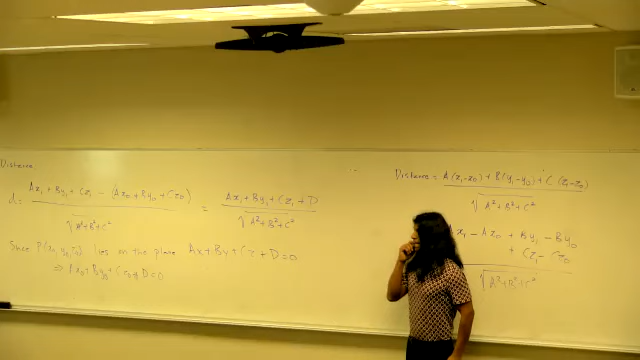 Distance
d = Ax₁ + By₁ + Cz₁ - (Ax₀ + By₀ + Cz₀) / √A²+B²+C² = Ax₁ + By₁ + Cz₁ + D / √A²+B²+C²
Since P(x₀, y₀, z₀) lies on the plane Ax + By + Cz + D = 0
⇒ Ax₀ + By₀ + Cz₀ + D = 0
Distance = A(x₁-x₀) + B(y₁-y₀) + C(z₁-z₀) / √A²+B²+C²
Ax₁ - Ax₀ + By₁ - By₀
+ Cz₁ - Cz₀
√A²+B²+C²